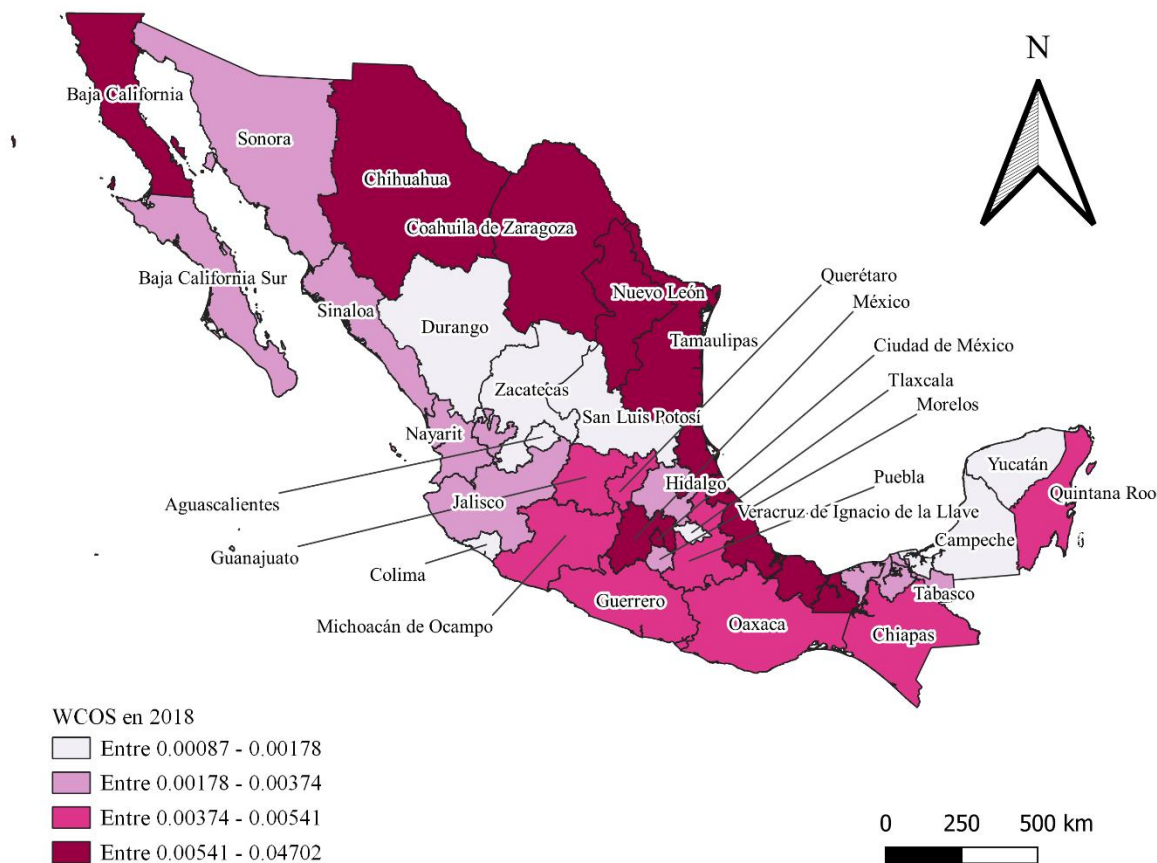 N
Baja California
Sonora
Chihuahua
Coahuila de Zaragoza
Baja California Sur
Querétaro
Nuevo León
México
Sinaloa
Durango
Tamaulipas
Ciudad de México
Tlaxcala
Zacatecas
Morelos
San Luis Potosí
Nayarit
Yucatán
Puebla
Hidalgo
Aguascalientes
Jalisco
Quintana Roo
Veracruz de Ignacio de la Llave
Campeche
Guanajuato
Colima
Tabasco
Guerrero
Michoacán de Ocampo
Oaxaca
Chiapas
WCOS en 2018
Entre 0.00087 - 0.00178
Entre 0.00178 - 0.00374
Entre 0.00374 - 0.00541
Entre 0.00541 - 0.04702
0 250 500 km